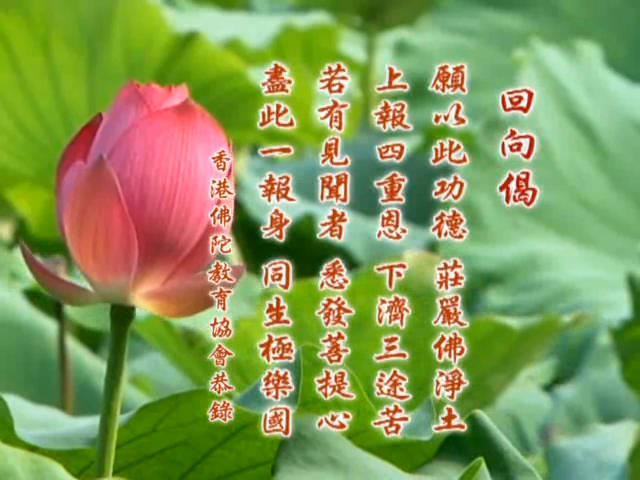 回向偈
願以此功德 莊嚴佛淨土
上報四重恩 下濟三途苦
若有見聞者 悉發菩提心
盡此一報身 同生極樂國
香港佛陀教育協會恭錄